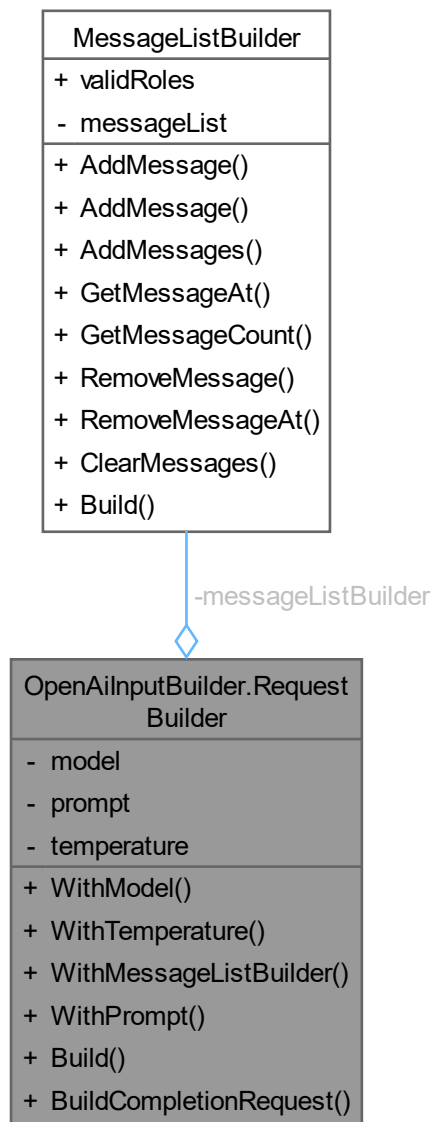 MessageListBuilder
+ validRoles
- messageList
+ AddMessage()
+ AddMessage()
+ AddMessages()
+ GetMessageAt()
+ GetMessageCount()
+ RemoveMessage()
+ RemoveMessageAt()
+ ClearMessages()
+ Build()
-messageListBuilder
OpenAiInputBuilder.Request
Builder
- model
- prompt
- temperature
+ WithModel()
+ WithTemperature()
+ WithMessageListBuilder()
+ WithPrompt()
+ Build()
+ BuildCompletionRequest()